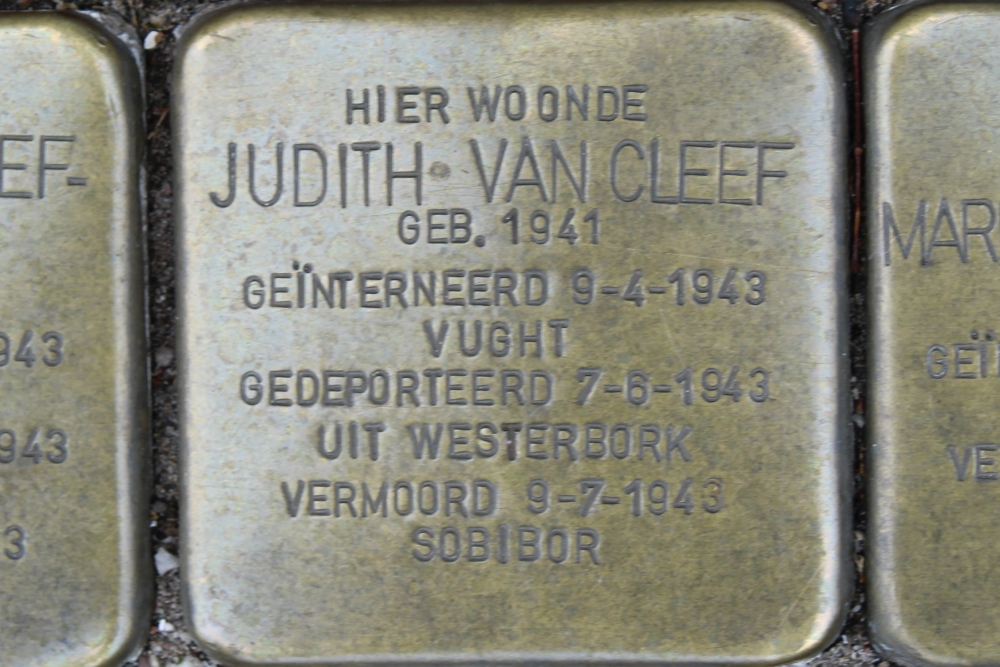 HIER WOONDE
JUDITH VAN CLEEF
GEB. 1941
GEÏNTERNEERD 9-4-1943
VUGHT
GEDEPORTEERD 7-6-1943
UIT WESTERBORK
VERMOORD 9-7-1943
SOBIBOR